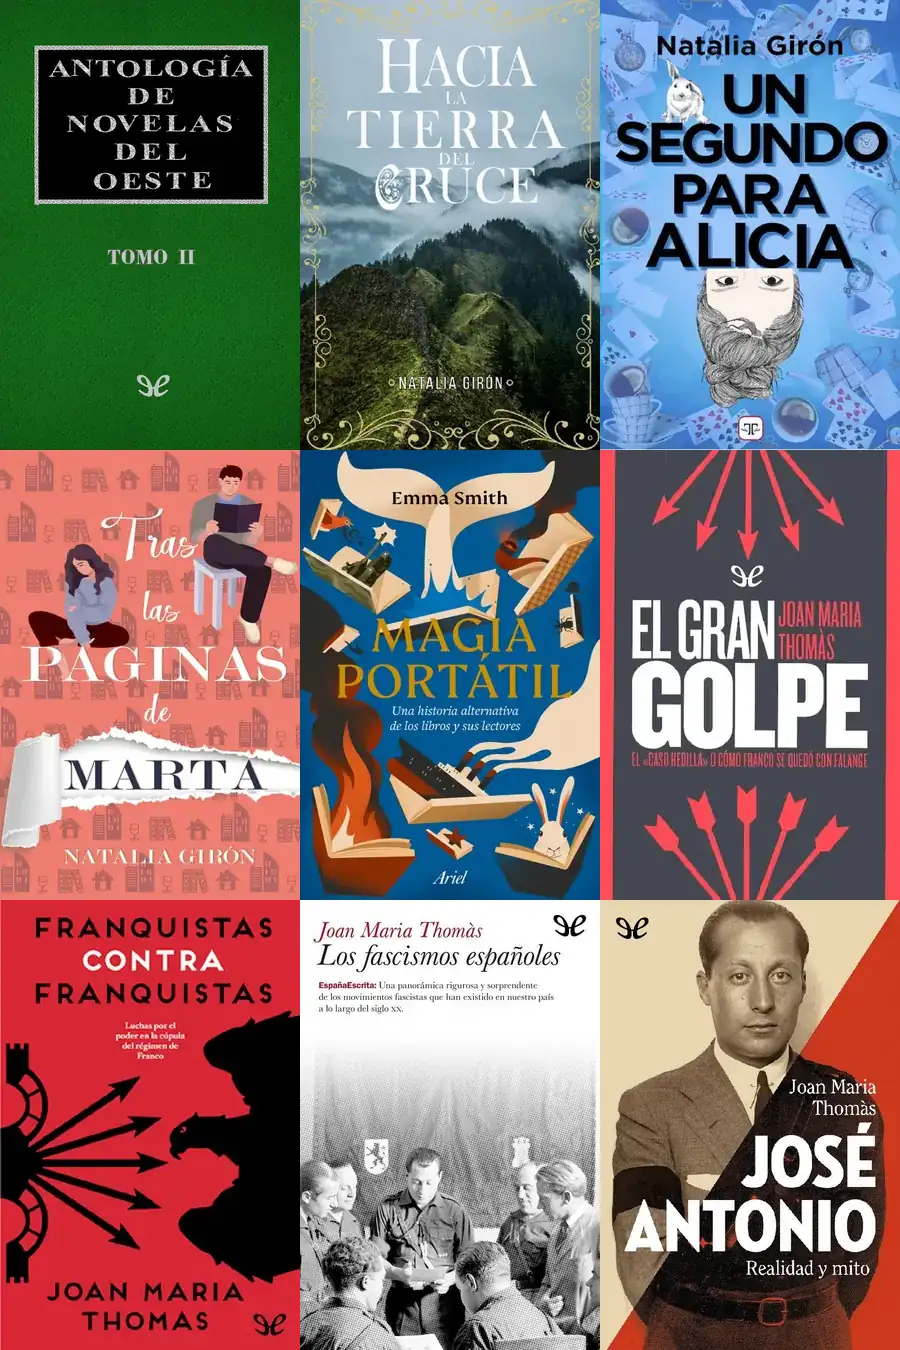 ANTOLOGÍA
DE
NOVELAS
DEL
OESTE
TOMO II
HACIA
LA
TIERRA
DEL
CRUCE
NATALIA GIRÓN
Natalia Girón
UN
SEGUNDO
PARA
ALICIA
Tras
las
PAGINAS
de
MARTA
NATALIA GIRÓN
Emma Smith
MAGIA
PORTÁTIL
Una historia alternativa
de los libros y sus lectores
Ariel
EL GRAN
GOLPE
JOAN MARIA
THOMÀS
EL «CASO HEDILLA» O CÓMO FRANCO SE QUEDÓ CON FALANGE
FRANQUISTAS
CONTRA
FRANQUISTAS
Luchas por el
poder en la cúpula
del régimen de
Franco
JOAN MARIA
THOMAS
Joan Maria Thomàs
Los fascismos españoles
EspañaEscrita: Una panorámica rigurosa y sorprendente
de los movimientos fascistas que han existido en nuestro país
a lo largo del siglo XX.
Joan Maria
Thomàs
JOSÉ
ANTONIO
Realidad y mito